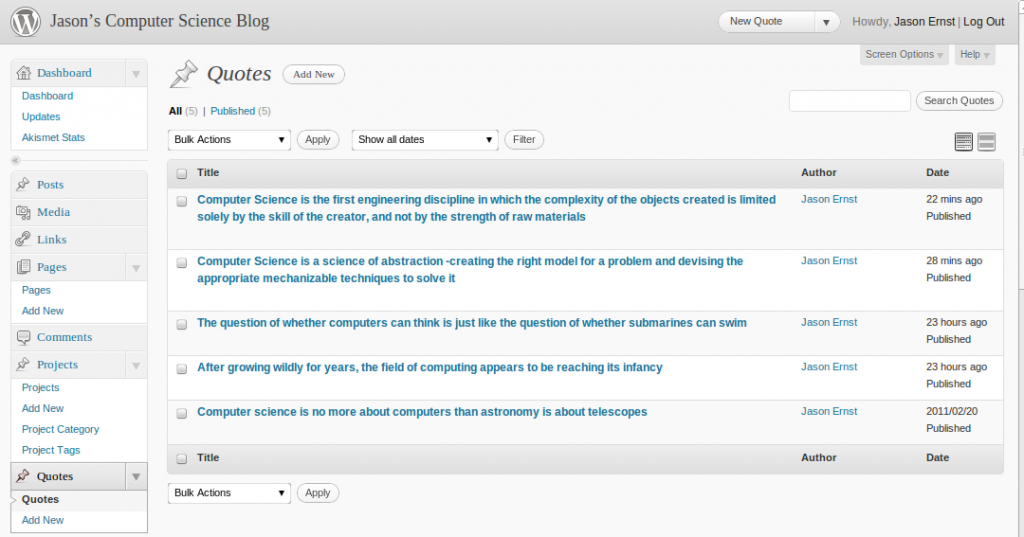 Jason's Computer Science Blog
New Quote
Howdy, Jason Ernst | Log Out
Screen Options
Help
Dashboard
Dashboard
Updates
Akismet Stats
Posts
Media
Links
Pages
Pages
Add New
Comments
Projects
Projects
Add New
Project Category
Project Tags
Quotes
Quotes
Add New
Quotes Add New
Search Quotes
All (5) | Published (5)
Bulk Actions Apply Show all dates Filter
Title Author Date
Computer Science is the first engineering discipline in which the complexity of the objects created is limited
solely by the skill of the creator, and not by the strength of raw materials
Jason Ernst
22 mins ago
Published
Computer Science is a science of abstraction -creating the right model for a problem and devising the
appropriate mechanizable techniques to solve it
Jason Ernst
28 mins ago
Published
The question of whether computers can think is just like the question of whether submarines can swim
Jason Ernst
23 hours ago
Published
After growing wildly for years, the field of computing appears to be reaching its infancy
Jason Ernst
23 hours ago
Published
Computer science is no more about computers than astronomy is about telescopes
Jason Ernst
2011/02/20
Published
Title Author Date
Bulk Actions Apply